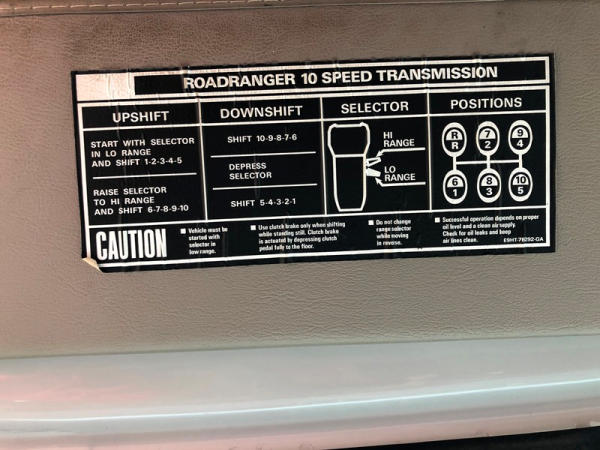 ROADRANGER 10 SPEED TRANSMISSION
UPSHIFT
START WITH SELECTOR
IN LO RANGE
AND SHIFT 1-2-3-4-5
RAISE SELECTOR
TO HI RANGE
AND SHIFT 6-7-8-9-10
DOWNSHIFT
SHIFT 10-9-8-7-6
DEPRESS
SELECTOR
SHIFT 5-4-3-2-1
SELECTOR
HI
RANGE
LO
RANGE
POSITIONS
R 7 9
R 2 4
6 8 10
1 3 5
CAUTION
■ Vehicle must be
started with
selector in
low range.
■ Use clutch brake only when shifting
while standing still. Clutch brake
is actuated by depressing clutch
pedal fully to the floor.
■ Do not change
range selector
while moving
in reverse.
■ Successful operation depends on proper
oil level and a clean air supply.
Check for oil leaks and keep
air lines clean.
E5HT-7B292-GA